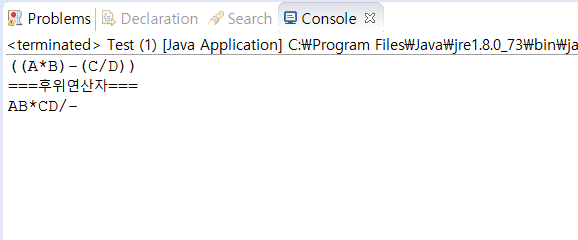 Problems Declaration Search Console
<terminated> Test (1) [Java Application] C:₩Program Files₩Java₩jre1.8.0_73₩bin₩ja
((A*B)-(C/D))
===후위연산자===
AB*CD/-